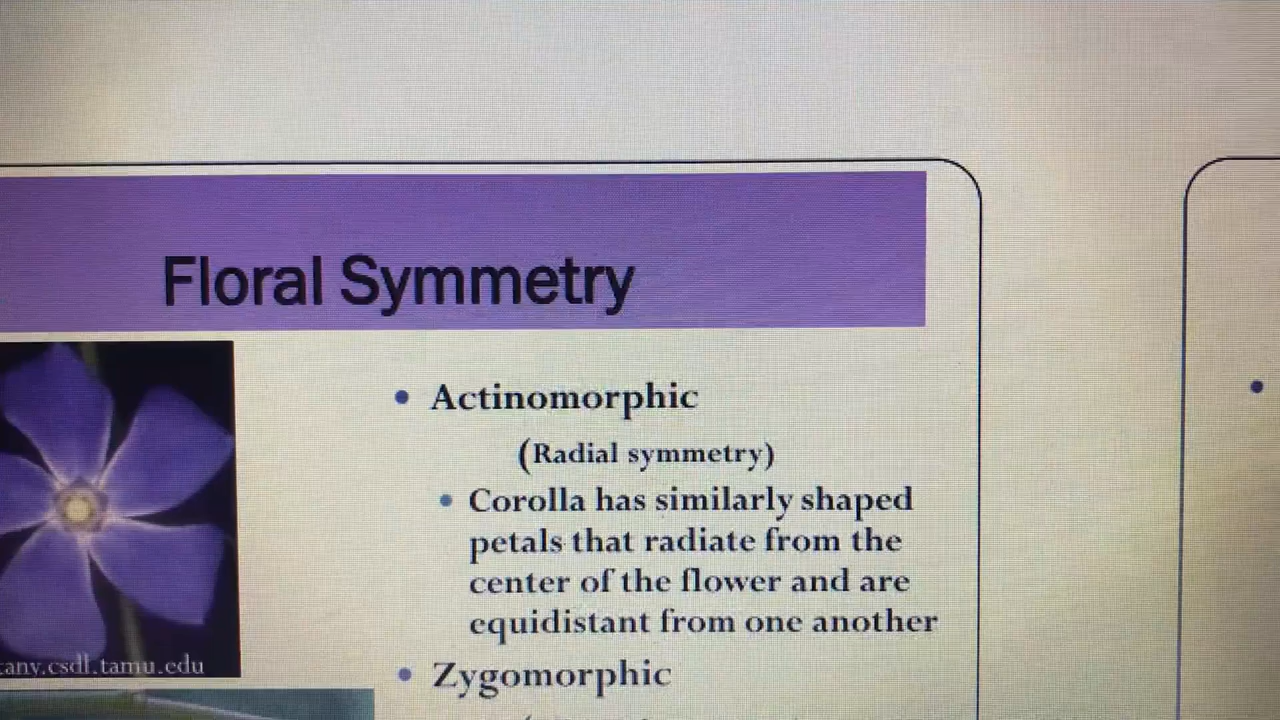 Floral Symmetry
• Actinomorphic
(Radial symmetry)
• Corolla has similarly shaped
petals that radiate from the
center of the flower and are
equidistant from one another
any.csdl.tamu.edu
• Zygomorphic